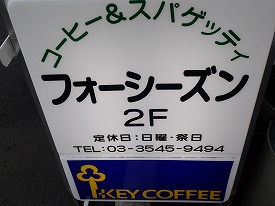 コーヒー&スパゲッティ
フォーシーズン
2F
定休日:日曜・祭日
TEL:03-3545-9494
KEY COFFEE